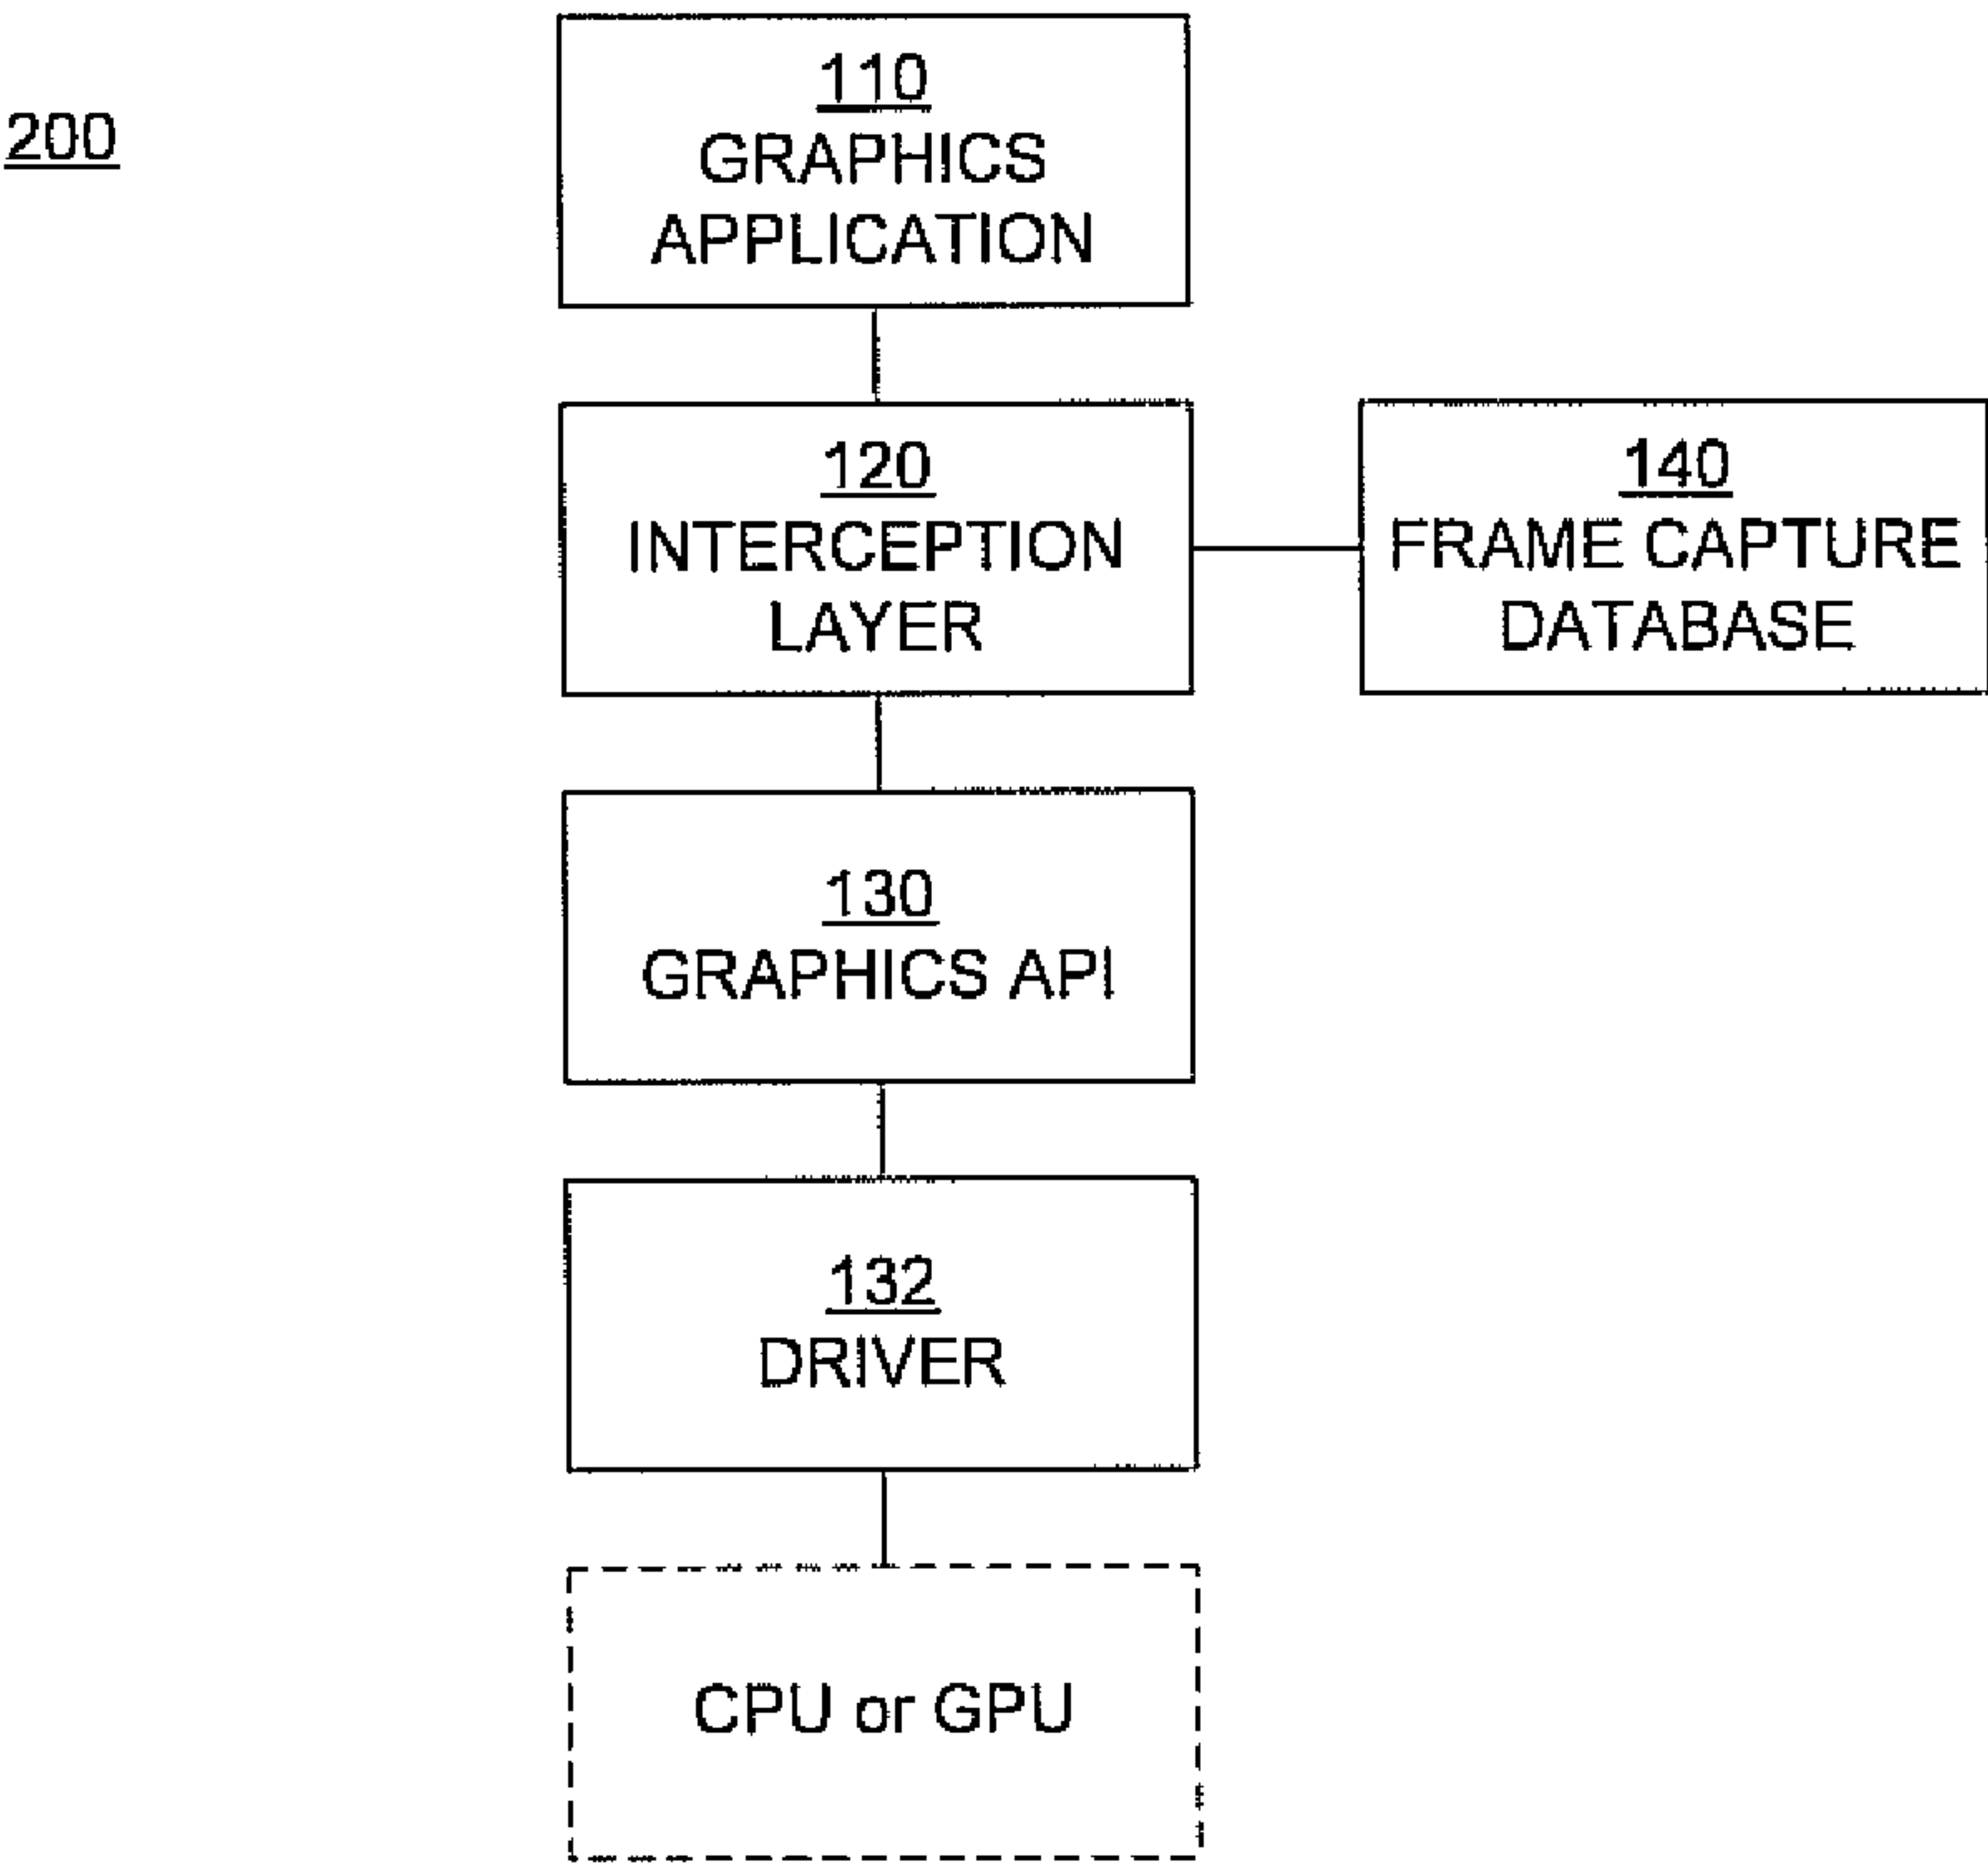 200
110
GRAPHICS
APPLICATION
120
INTERCEPTION
LAYER
140
FRAME CAPTURE
DATABASE
130
GRAPHICS API
132
DRIVER
CPU or GPU